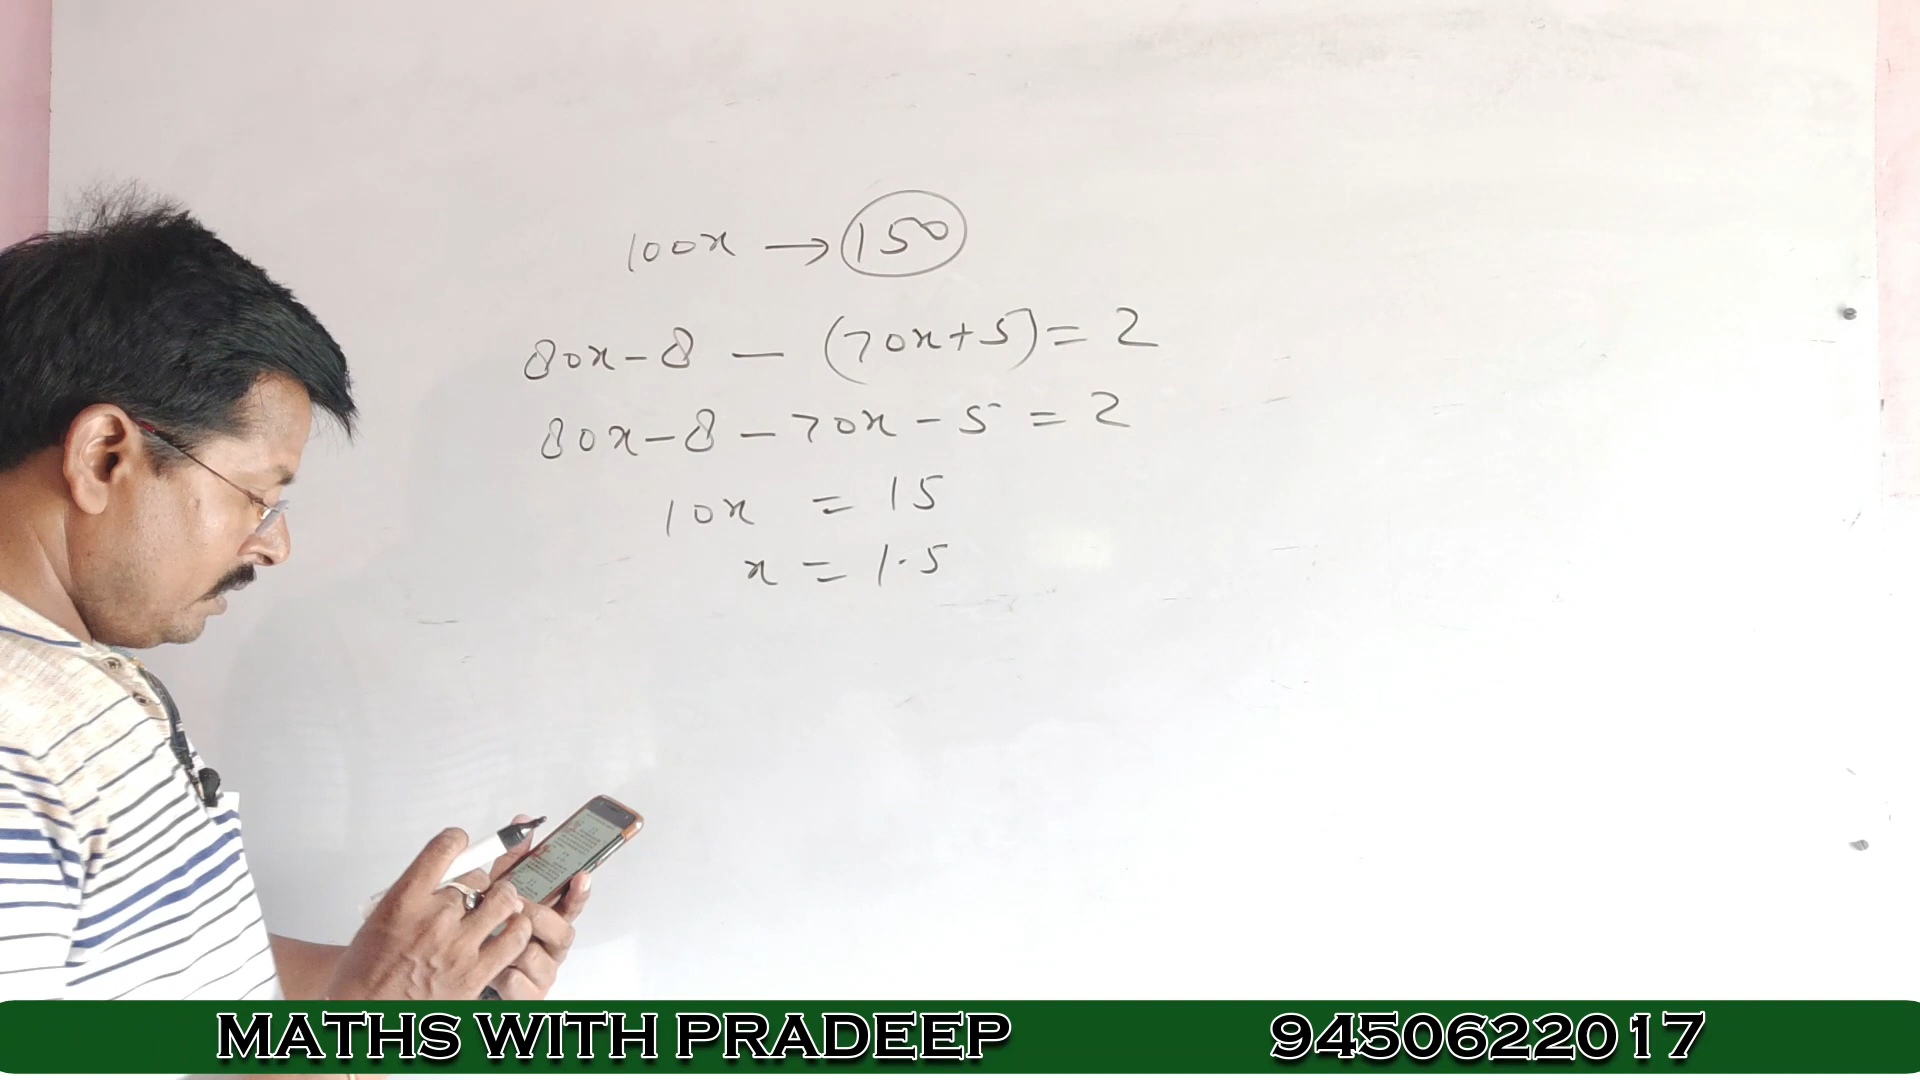 100x → 150
80x - 8 - (70x + 5) = 2
80x - 8 - 70x - 5 = 2
10x = 15
x = 1.5
MATHS WITH PRADEEP 9450622017